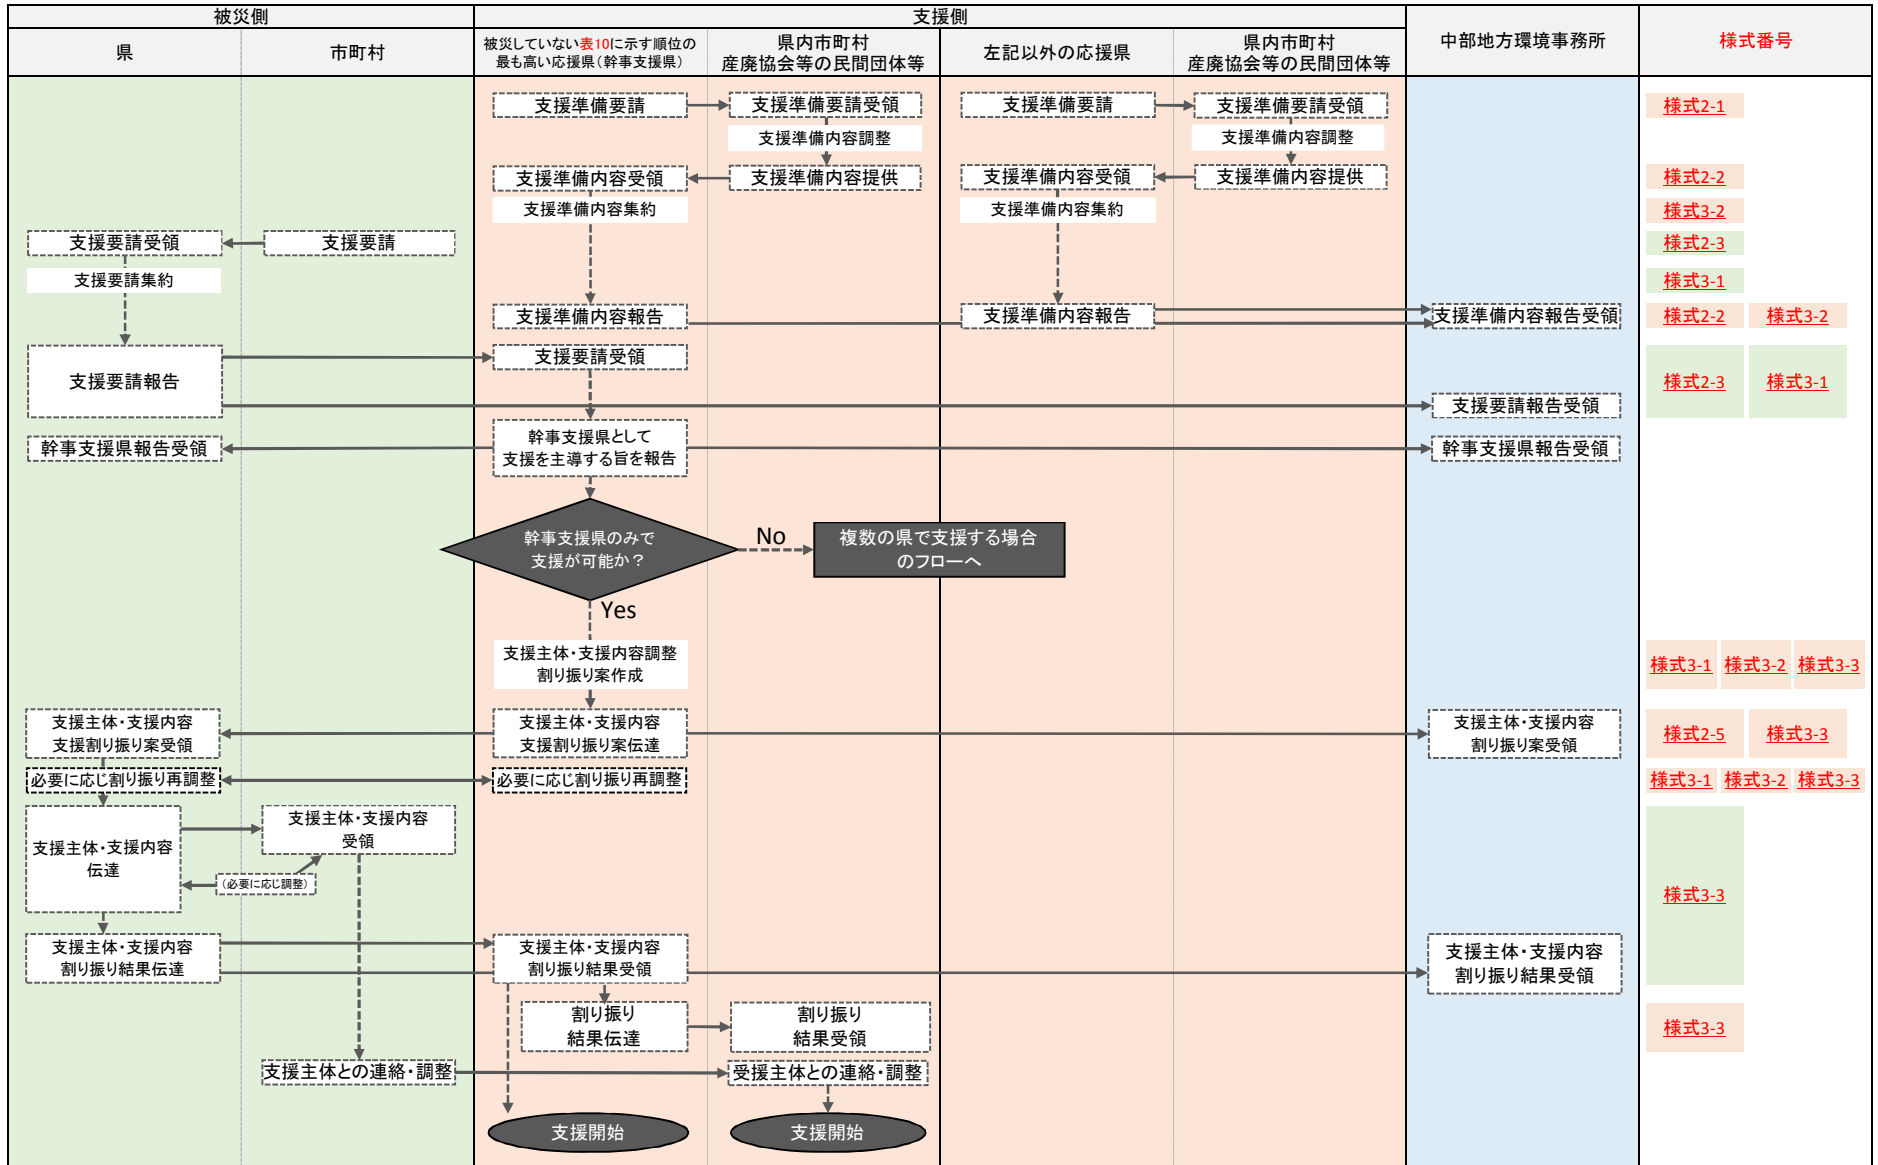 被災側
支援側
中部地方環境事務所
様式番号
県
市町村
被災していない表10に示す順位の
最も高い応援県(幹事支援県)
県内市町村
産廃協会等の民間団体等
左記以外の応援県
県内市町村
産廃協会等の民間団体等
支援準備要請
支援準備要請受領
支援準備要請
支援準備要請受領
様式2-1
支援準備内容調整
支援準備内容調整
支援準備内容受領
支援準備内容提供
支援準備内容受領
支援準備内容提供
様式2-2
支援準備内容集約
支援準備内容集約
様式3-2
支援要請受領
支援要請
様式2-3
支援要請集約
様式3-1
支援準備内容報告
支援準備内容報告
支援準備内容報告受領
様式2-2
様式3-2
支援要請報告
支援要請受領
様式2-3
様式3-1
支援要請報告受領
幹事支援県報告受領
幹事支援県として
支援を主導する旨を報告
幹事支援県報告受領
幹事支援県のみで
支援が可能か？
No
複数の県で支援する場合
のフローへ
Yes
支援主体・支援内容調整
割り振り案作成
様式3-1
様式3-2
様式3-3
支援主体・支援内容
支援割り振り案受領
支援主体・支援内容
支援割り振り案伝達
支援主体・支援内容
割り振り案受領
様式2-5
様式3-3
必要に応じ割り振り再調整
必要に応じ割り振り再調整
様式3-1
様式3-2
様式3-3
支援主体・支援内容
伝達
支援主体・支援内容
受領
(必要に応じ調整)
様式3-3
支援主体・支援内容
割り振り結果伝達
支援主体・支援内容
割り振り結果受領
支援主体・支援内容
割り振り結果受領
割り振り
結果伝達
割り振り
結果受領
様式3-3
支援主体との連絡・調整
受援主体との連絡・調整
支援開始
支援開始